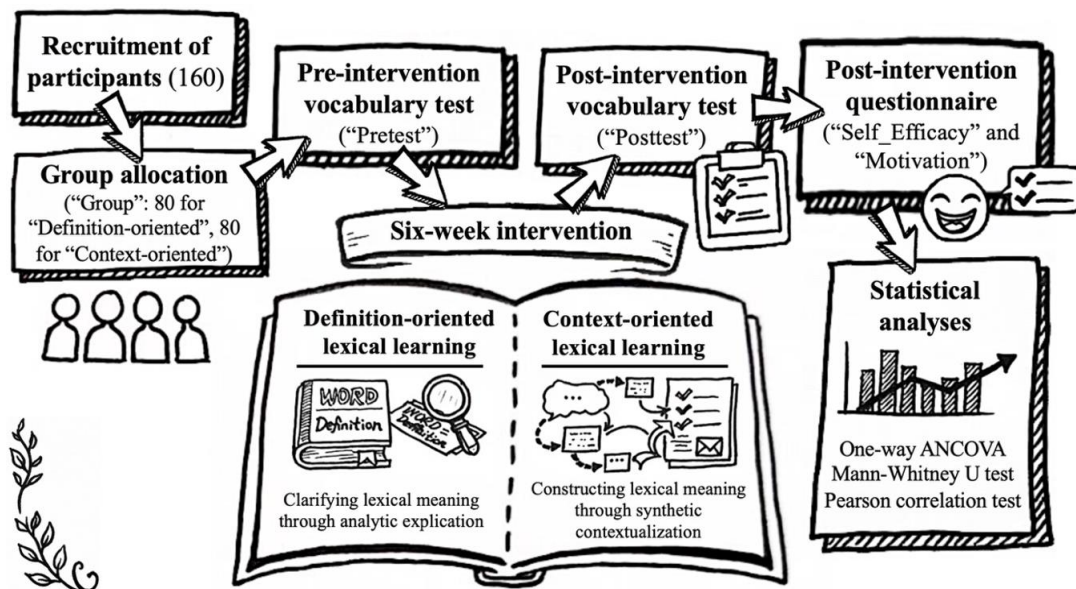 Recruitment of
participants (160)
Group allocation
(“Group”: 80 for
“Definition-oriented”, 80
for “Context-oriented”)
Pre-intervention
vocabulary test
(“Pretest”)
Six-week intervention
Definition-oriented
lexical learning
WORD
Definition
WORD =
Definition
Clarifying lexical meaning
through analytic explication
Context-oriented
lexical learning
...
...
Constructing lexical meaning
through synthetic
contextualization
Post-intervention
vocabulary test
(“Posttest”)
Post-intervention
questionnaire
(“Self_Efficacy” and
“Motivation”)
Statistical
analyses
One-way ANCOVA
Mann-Whitney U test
Pearson correlation test